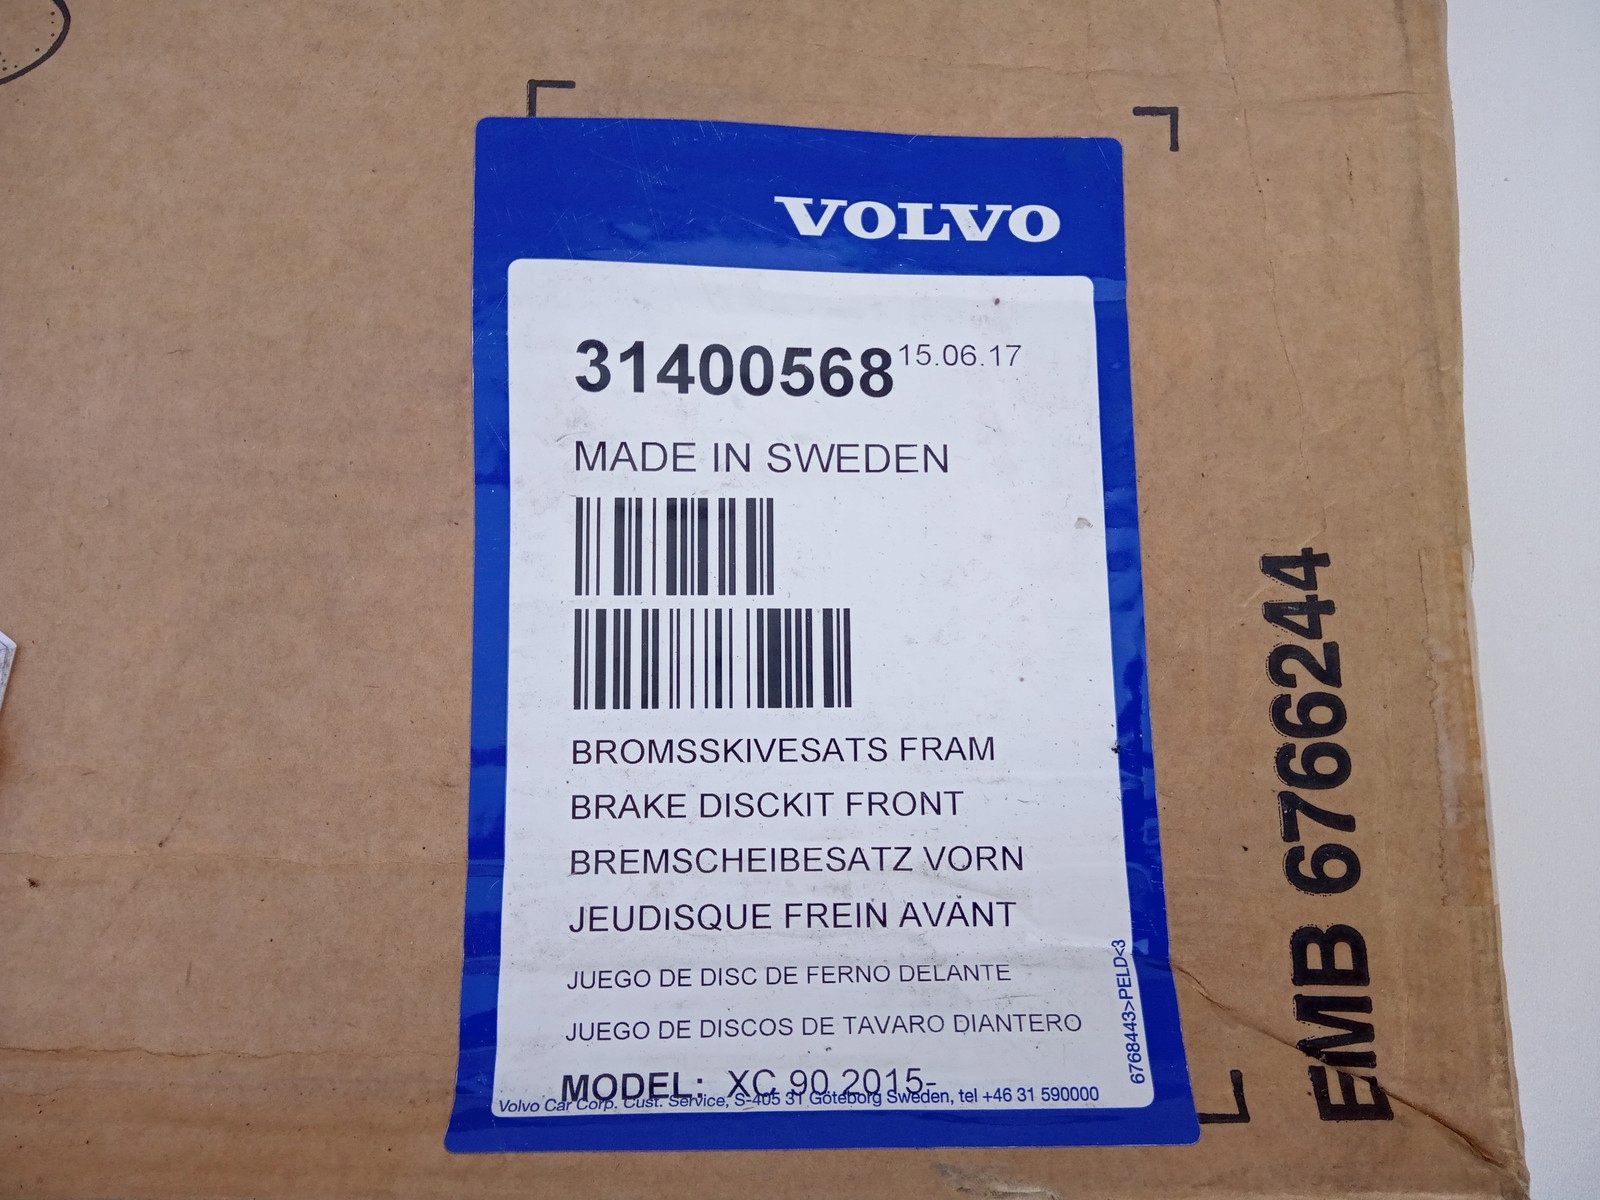 VOLVO
31400568 15.06.17
MADE IN SWEDEN
BROMSSKIVESATS FRAM
BRAKE DISCKIT FRONT
BREMSCHEIBESATZ VORN
JEUDISQUE FREIN AVANT
JUEGO DE DISC DE FERNO DELANTE
JUEGO DE DISCOS DE TAVARO DIANTERO
MODEL: XC 90 2015-
Volvo Car Corp. Cust. Service, S-405 31 Göteborg Sweden, tel +46 31 590000
6768443>PELD<3
EMB 6766244